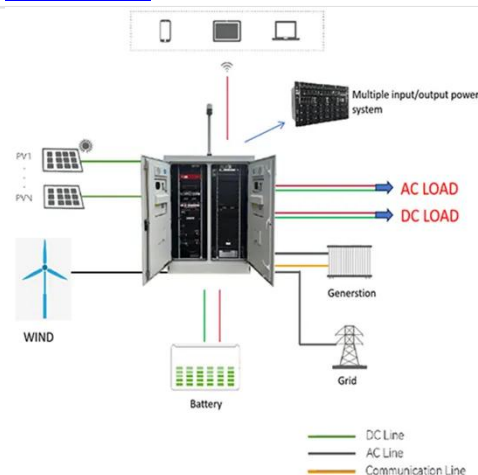 Multiple input/output power
system
PV1
PVN
AC LOAD
DC LOAD
WIND
Generstion
Grid
Battery
DC Line
AC Line
Communication Line